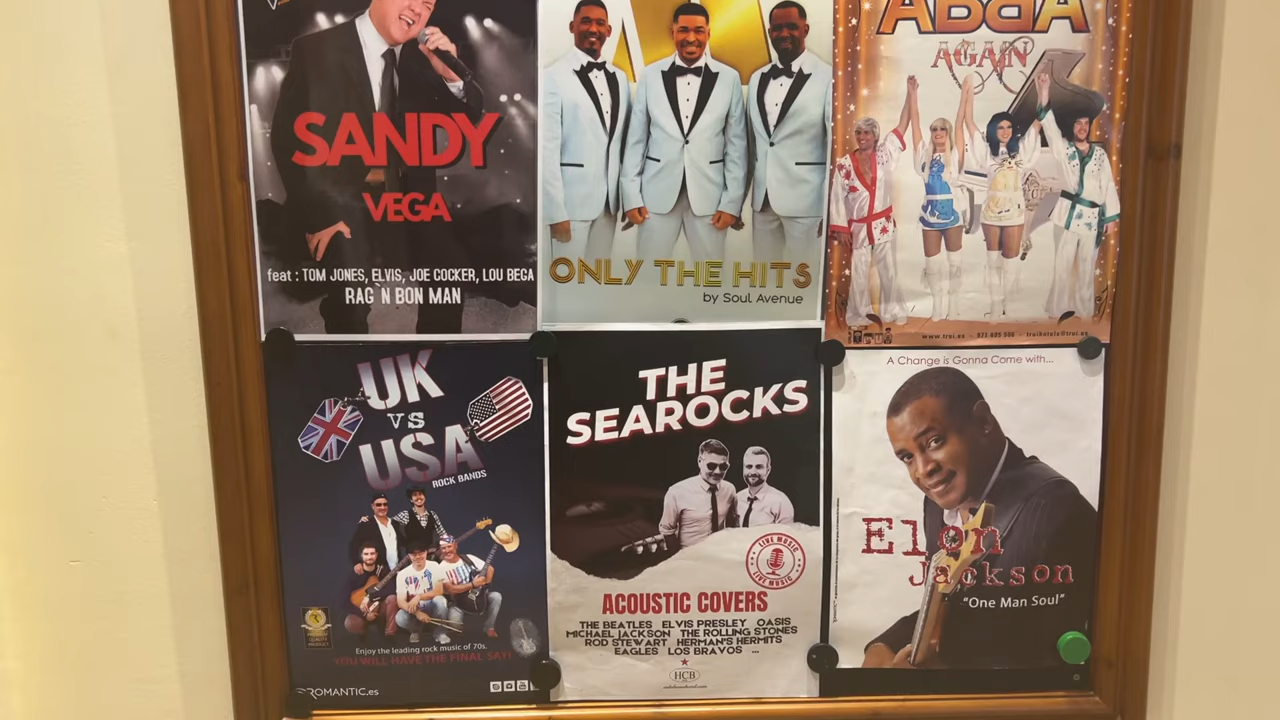 SANDY
VEGA
feat : TOM JONES, ELVIS, JOE COCKER, LOU BEGA
RAG`N BON MAN
ONLY THE HITS
by Soul Avenue
ABBA
AGAIN
UK
VS
USA
ROCK BANDS
Enjoy the leading rock music of 70s.
YOU WILL HAVE THE FINAL SAY!
ROMANTIC.es
THE
SEAROCKS
LIVE MUSIC
LIVE MUSIC
ACOUSTIC COVERS
THE BEATLES ELVIS PRESLEY OASIS
MICHAEL JACKSON THE ROLLING STONES
ROD STEWART HERMAN'S HERMITS
EAGLES LOS BRAVOS ...
HCB
A Change is Gonna Come with...
Elon
Jackson
"One Man Soul"